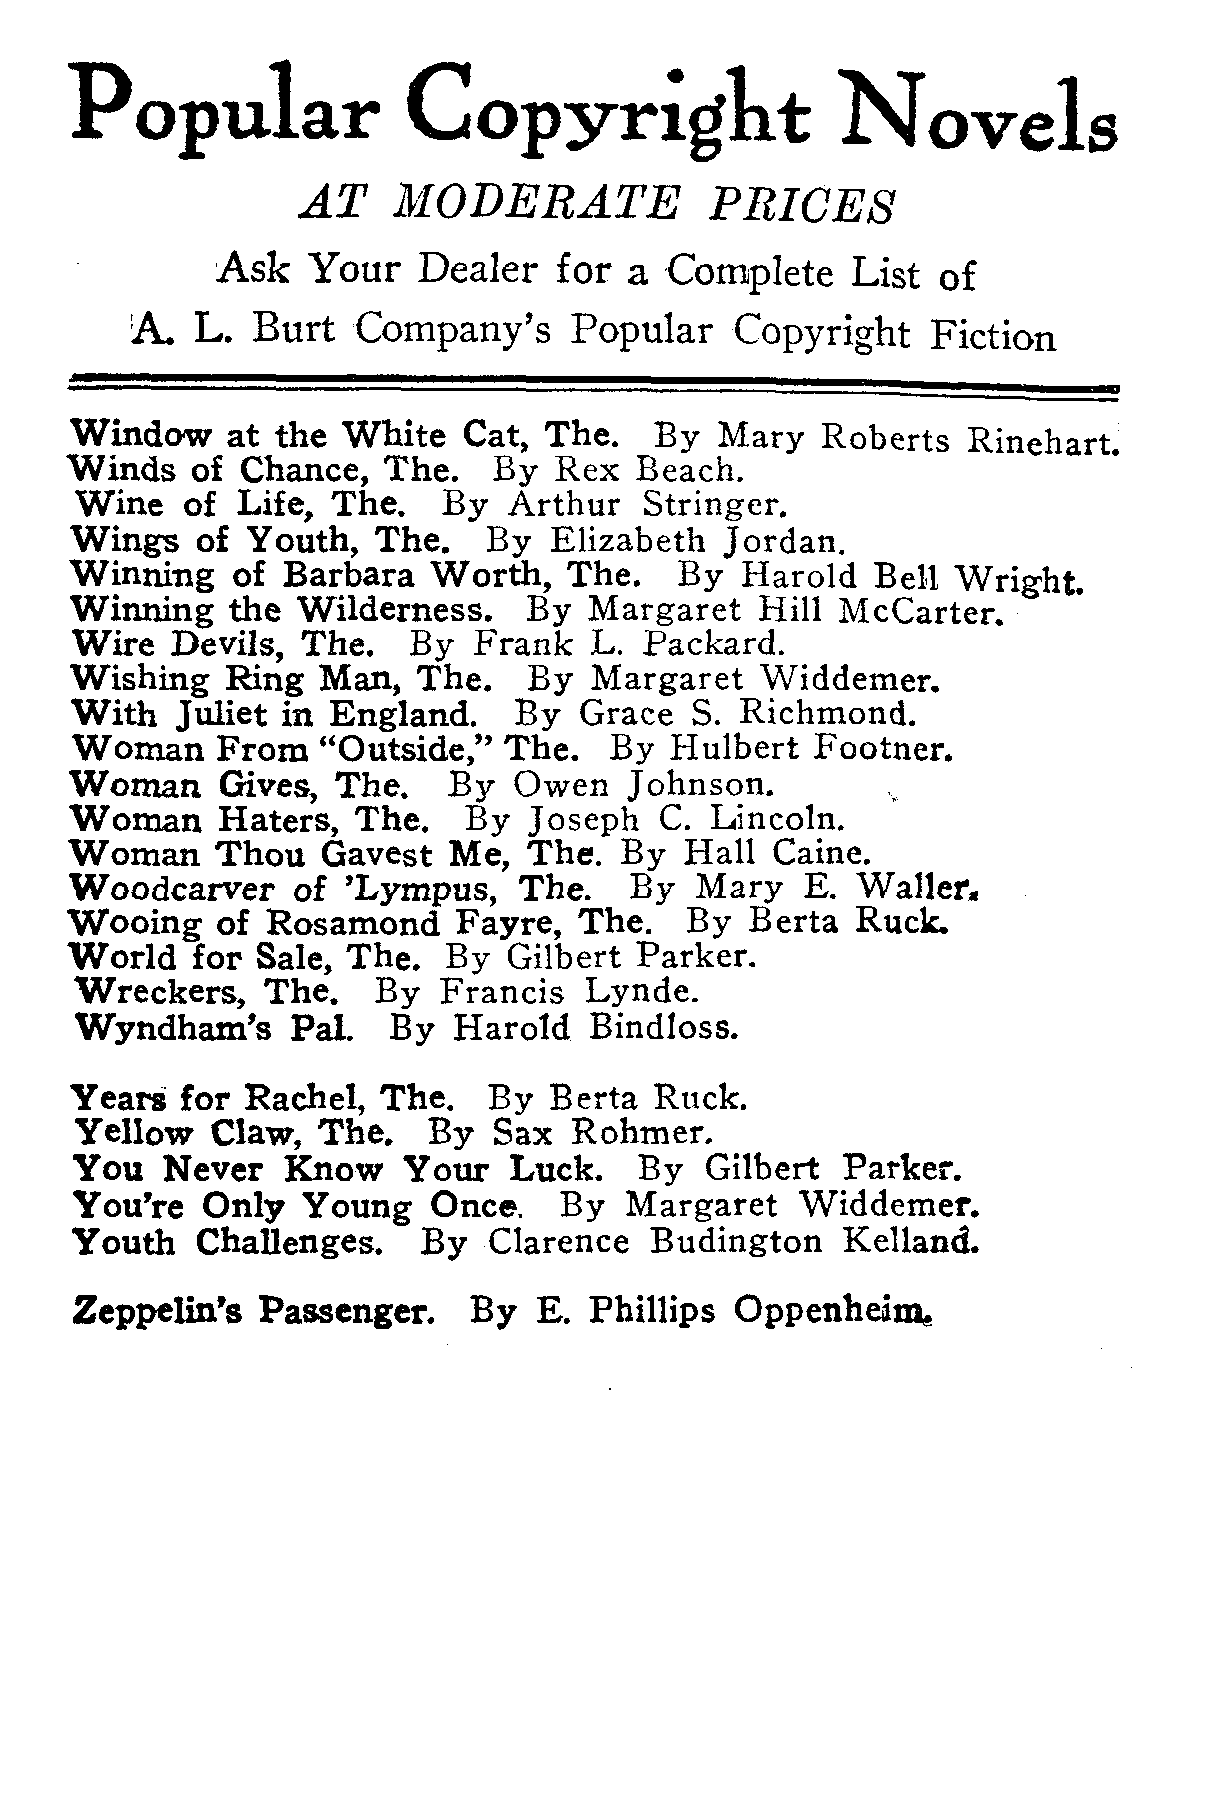 Popular Copyright Novels
AT MODERATE PRICES
Ask Your Dealer for a Complete List of
A. L. Burt Company's Popular Copyright Fiction
Window at the White Cat, The. By Mary Roberts Rinehart.
Winds of Chance, The. By Rex Beach.
Wine of Life, The. By Arthur Stringer.
Wings of Youth, The. By Elizabeth Jordan.
Winning of Barbara Worth, The. By Harold Bell Wright.
Winning the Wilderness. By Margaret Hill McCarter.
Wire Devils, The. By Frank L. Packard.
Wishing Ring Man, The. By Margaret Widdemer.
With Juliet in England. By Grace S. Richmond.
Woman From "Outside," The. By Hulbert Footner.
Woman Gives, The. By Owen Johnson.
Woman Haters, The. By Joseph C. Lincoln.
Woman Thou Gavest Me, The. By Hall Caine.
Woodcarver of 'Lympus, The. By Mary E. Waller.
Wooing of Rosamond Fayre, The. By Berta Ruck.
World for Sale, The. By Gilbert Parker.
Wreckers, The. By Francis Lynde.
Wyndham's Pal. By Harold Bindloss.
Years for Rachel, The. By Berta Ruck.
Yellow Claw, The. By Sax Rohmer.
You Never Know Your Luck. By Gilbert Parker.
You're Only Young Once. By Margaret Widdemer.
Youth Challenges. By Clarence Budington Kelland.
Zeppelin's Passenger. By E. Phillips Oppenheim.